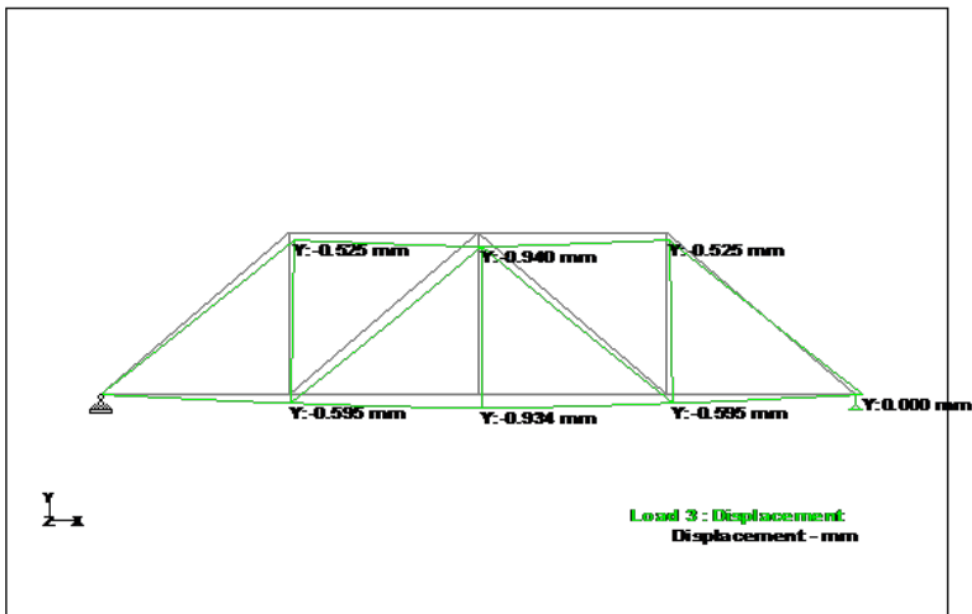 Y:-0.525 mm
Y:-0.940 mm
Y:-0.525 mm
Y:-0.595 mm
Y:-0.934 mm
Y:-0.595 mm
Y:0.000 mm
Y
Z X
Load 3 : Displacement
Displacement - mm